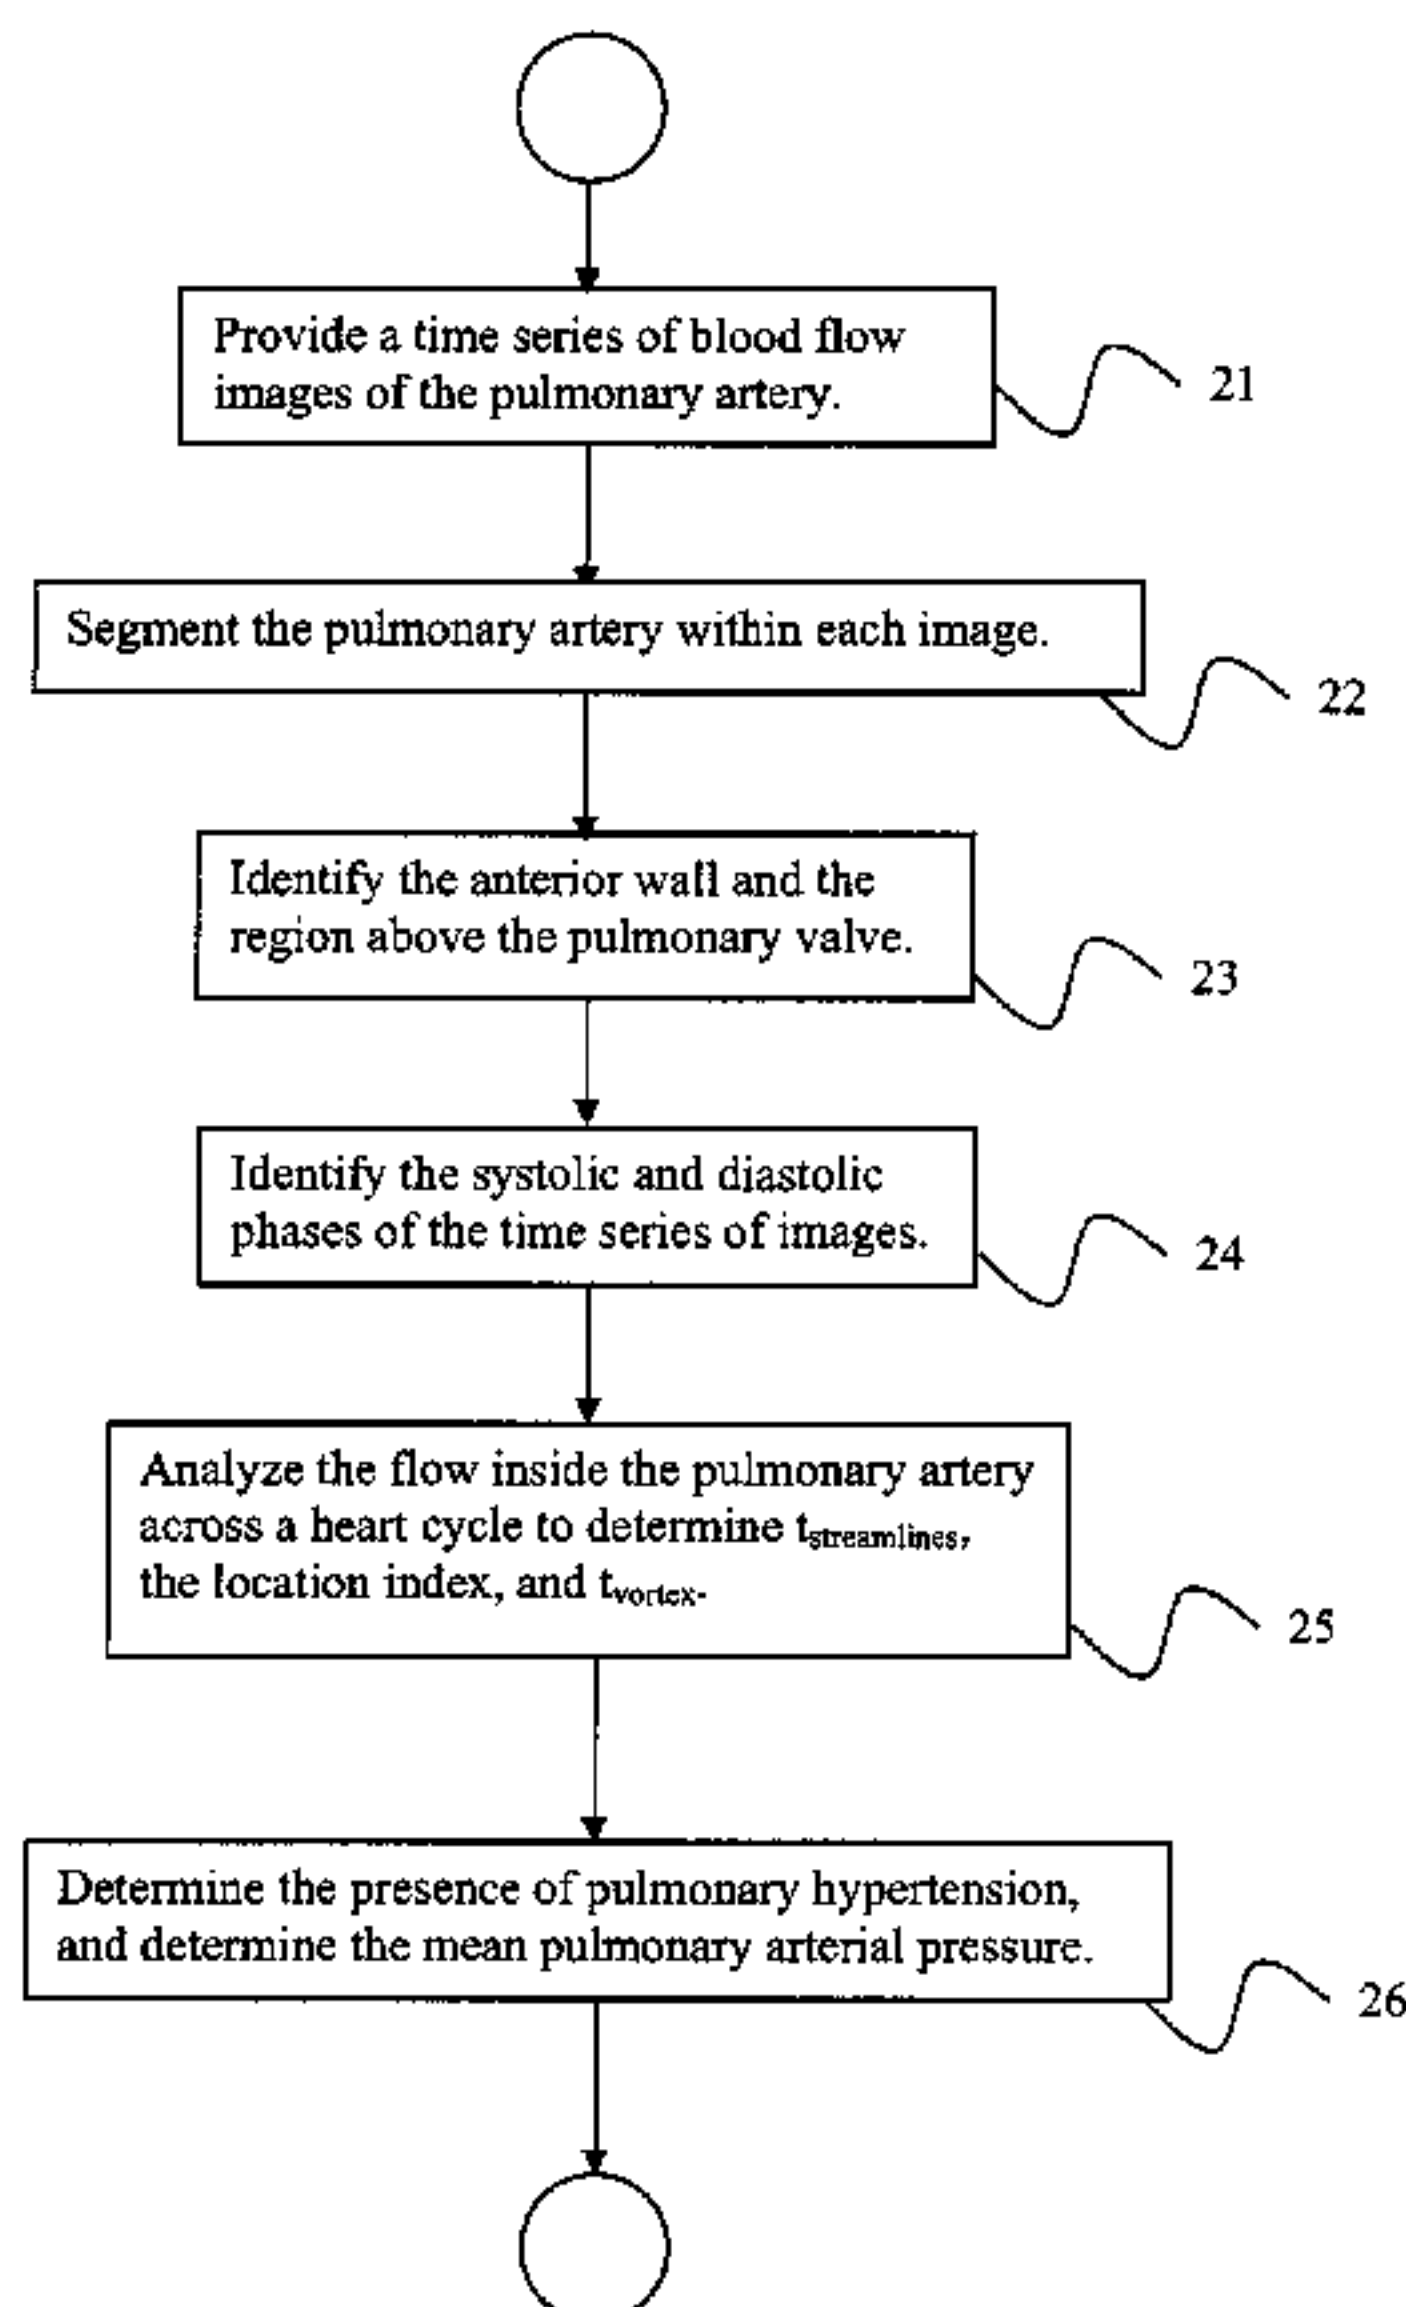 Provide a time series of blood flow
images of the pulmonary artery.
21
Segment the pulmonary artery within each image.
22
Identify the anterior wall and the
region above the pulmonary valve.
23
Identify the systolic and diastolic
phases of the time series of images.
24
Analyze the flow inside the pulmonary artery
across a heart cycle to determine tstreamlines,
the location index, and tvortex.
25
Determine the presence of pulmonary hypertension,
and determine the mean pulmonary arterial pressure.
26